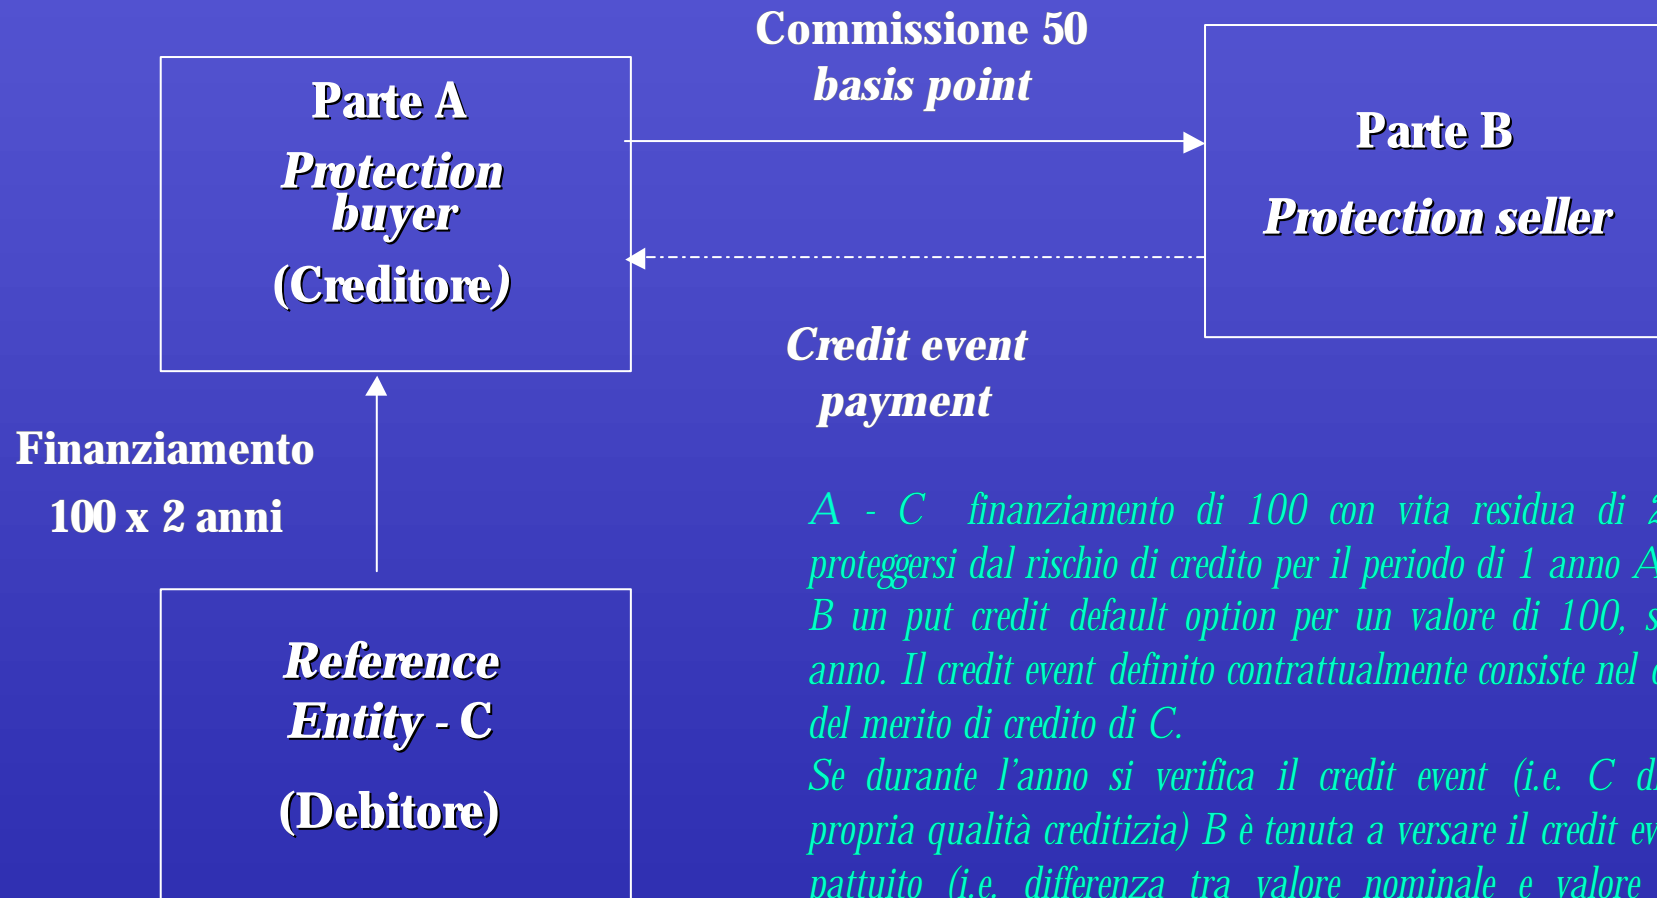 Commissione 50
basis point
Parte A
Protection
buyer
(Creditore)
Parte B
Protection seller
Credit event
payment
Finanziamento
100 x 2 anni
Reference
Entity - C
(Debitore)
A - C finanziamento di 100 con vita residua di 2
proteggersi dal rischio di credito per il periodo di 1 anno A
B un put credit default option per un valore di 100, s
anno. Il credit event definito contrattualmente consiste nel
del merito di credito di C.
Se durante l'anno si verifica il credit event (i.e. C
propria qualità creditizia) B è tenuta a versare il credit ev
pattuito (i.e. differenza tra valore nominale e valore